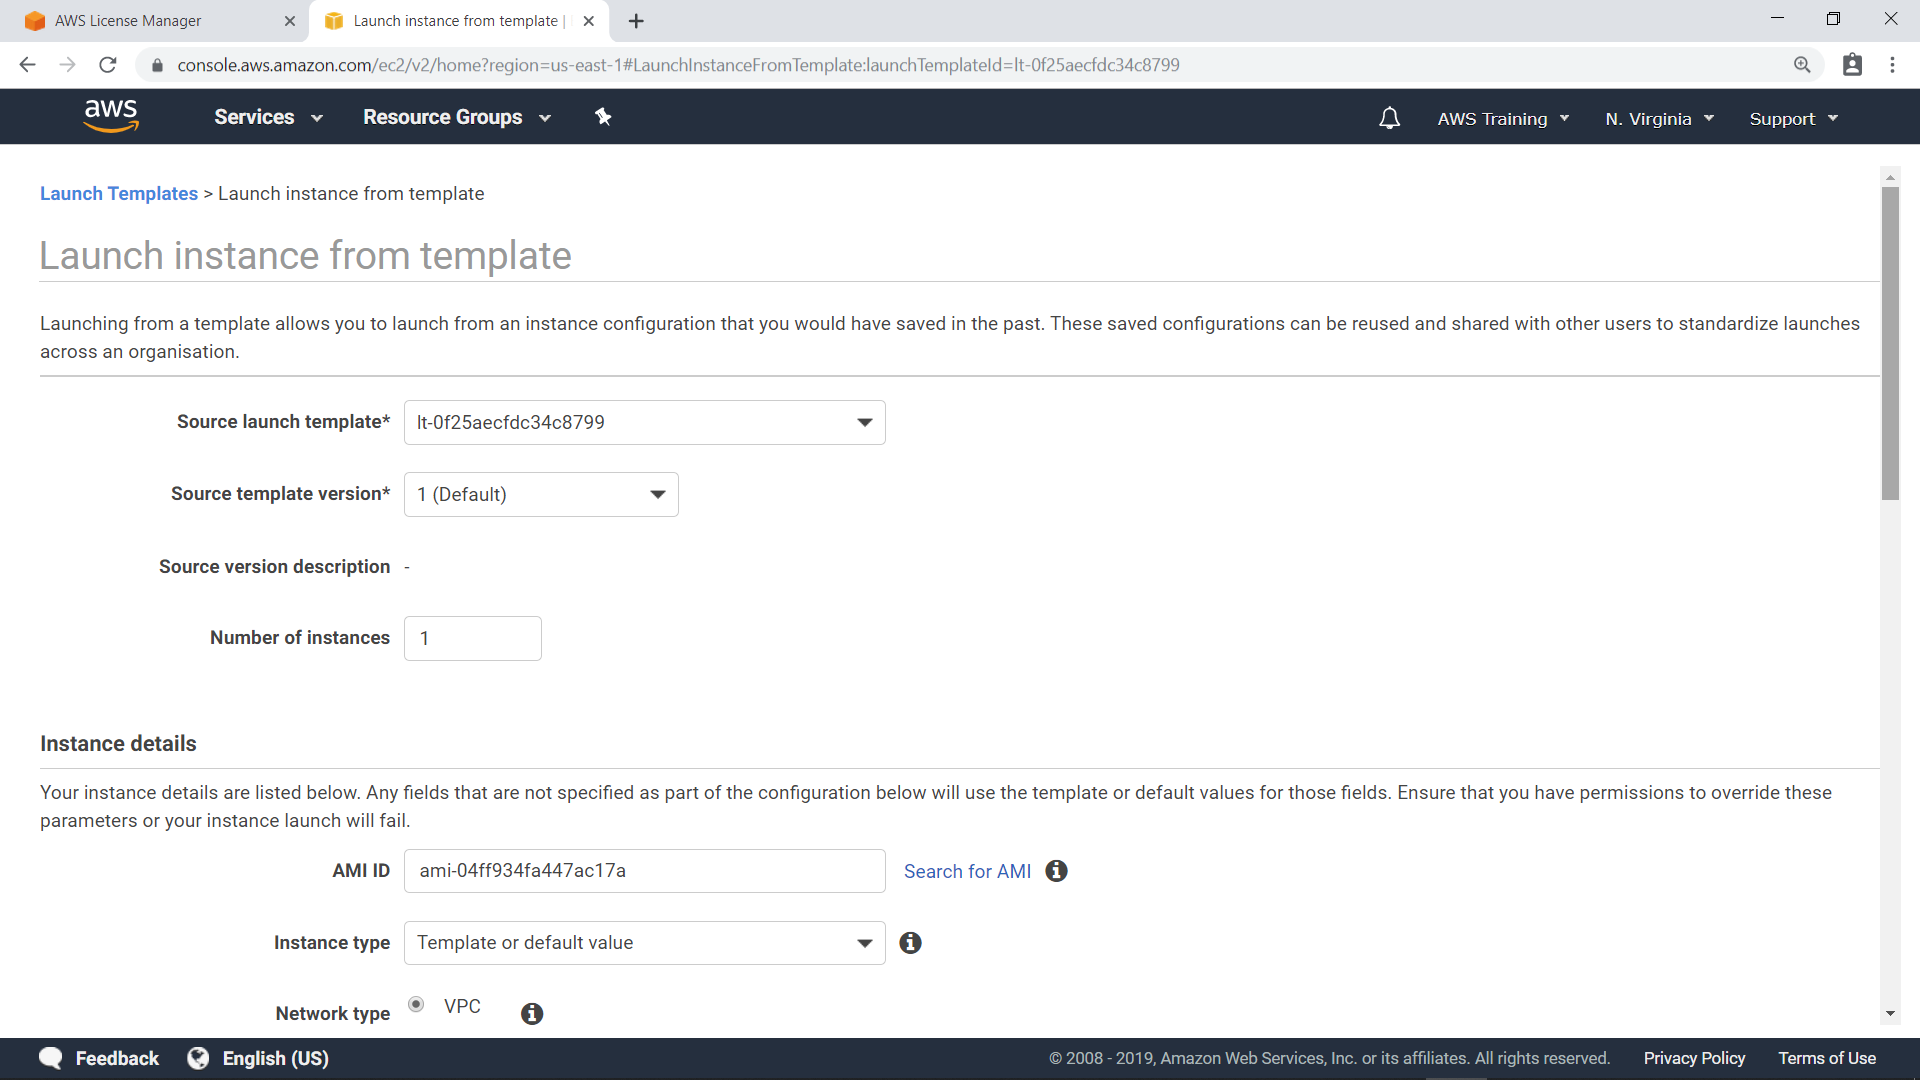 AWS License Manager
Launch instance from template |
console.aws.amazon.com/ec2/v2/home?region=us-east-1#LaunchInstanceFromTemplate:launchTemplateId=lt-0f25aecfdc34c8799
aws
Services
Resource Groups
AWS Training
N. Virginia
Support
Launch Templates > Launch instance from template
Launch instance from template
Launching from a template allows you to launch from an instance configuration that you would have saved in the past. These saved configurations can be reused and shared with other users to standardize launches
across an organisation.
Source launch template* lt-0f25aecfdc34c8799
Source template version* 1 (Default)
Source version description -
Number of instances 1
Instance details
Your instance details are listed below. Any fields that are not specified as part of the configuration below will use the template or default values for those fields. Ensure that you have permissions to override these
parameters or your instance launch will fail.
AMI ID ami-04ff934fa447ac17a Search for AMI
Instance type Template or default value
Network type VPC
Feedback English (US) © 2008 - 2019, Amazon Web Services, Inc. or its affiliates. All rights reserved. Privacy Policy Terms of Use